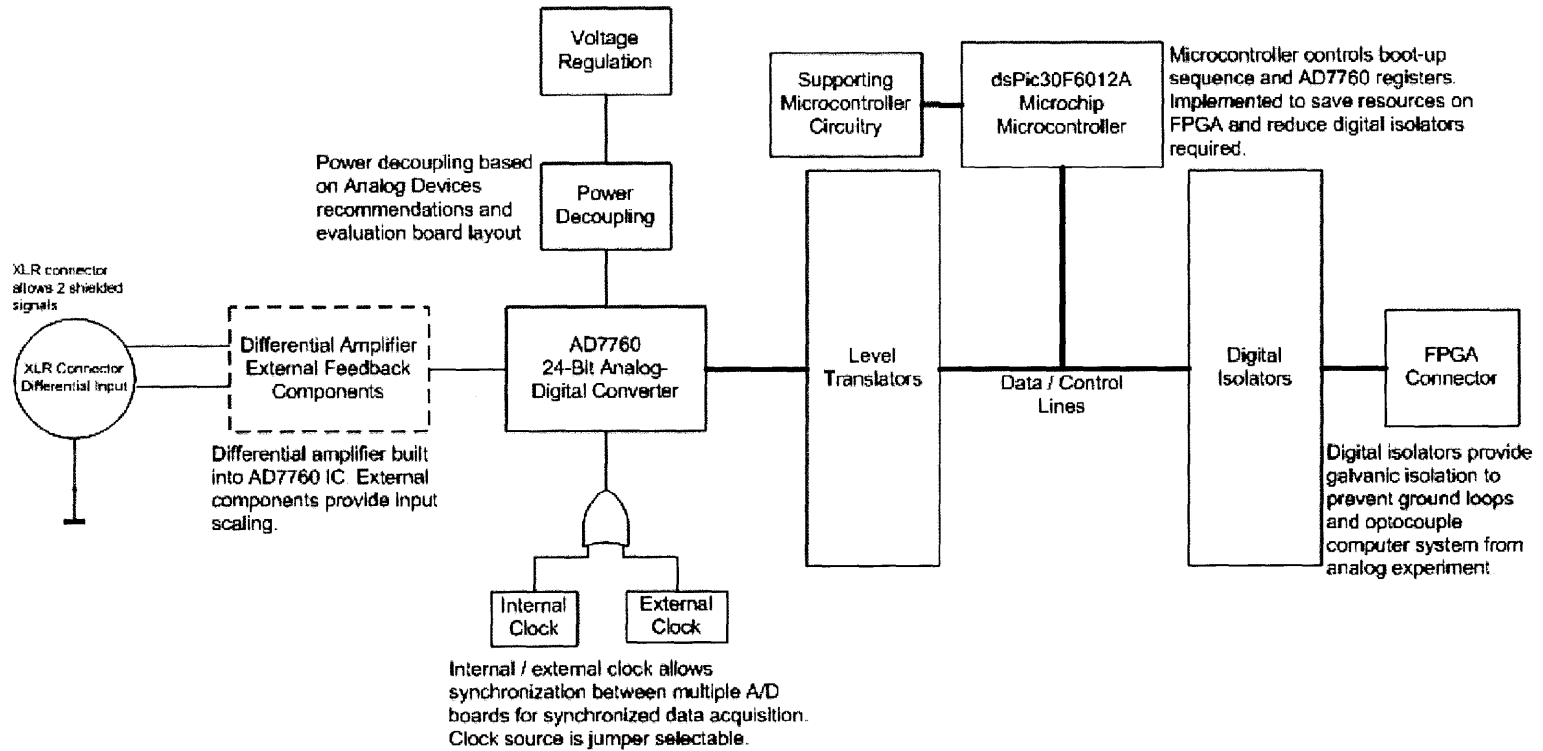 Voltage
Regulation
Supporting
Microcontroller
Circuitry
dsPic30F6012A
Microchip
Microcontroller
Microcontroller controls boot-up
sequence and AD7760 registers.
Implemented to save resources on
FPGA and reduce digital isolators
required.
Power decoupling based
on Analog Devices
recommendations and
evaluation board layout
Power
Decoupling
XLR connector
allows 2 shielded
signals
XLR Connector
Differential Input
Differential Amplifier
External Feedback
Components
AD7760
24-Bit Analog-
Digital Converter
Level
Translators
Data / Control
Lines
Digital
Isolators
FPGA
Connector
Differential amplifier built
into AD7760 IC. External
components provide input
scaling.
Digital isolators provide
galvanic isolation to
prevent ground loops
and optocouple
computer system from
analog experiment
Internal
Clock
External
Clock
Internal / external clock allows
synchronization between multiple A/D
boards for synchronized data acquisition.
Clock source is jumper selectable.